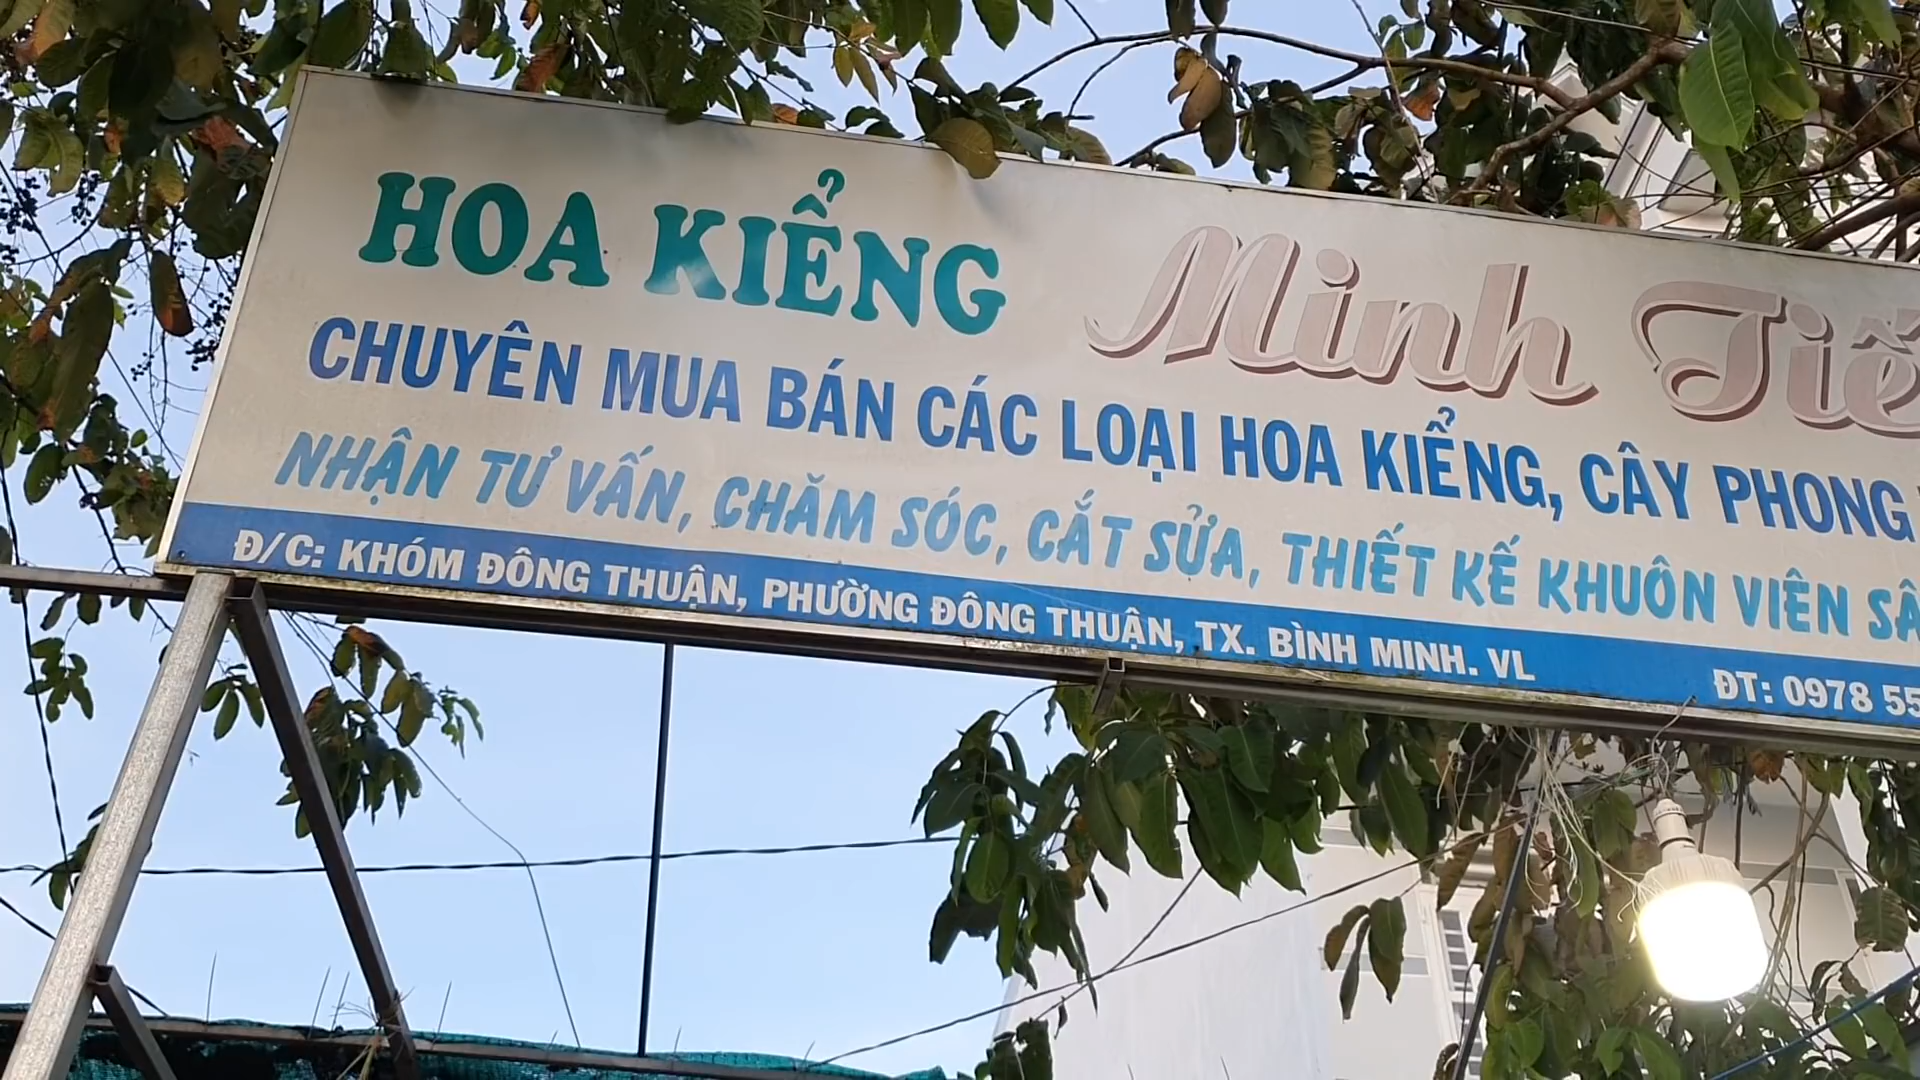 HOA KIỂNG Minh Tiế
CHUYÊN MUA BÁN CÁC LOẠI HOA KIỂNG, CÂY PHONG
NHẬN TƯ VẤN, CHĂM SÓC, CẮT SỬA, THIẾT KẾ KHUÔN VIÊN SÂ
Đ/C: KHÓM ĐÔNG THUẬN, PHƯỜNG ĐÔNG THUẬN, TX. BÌNH MINH. VL ĐT: 0978 55